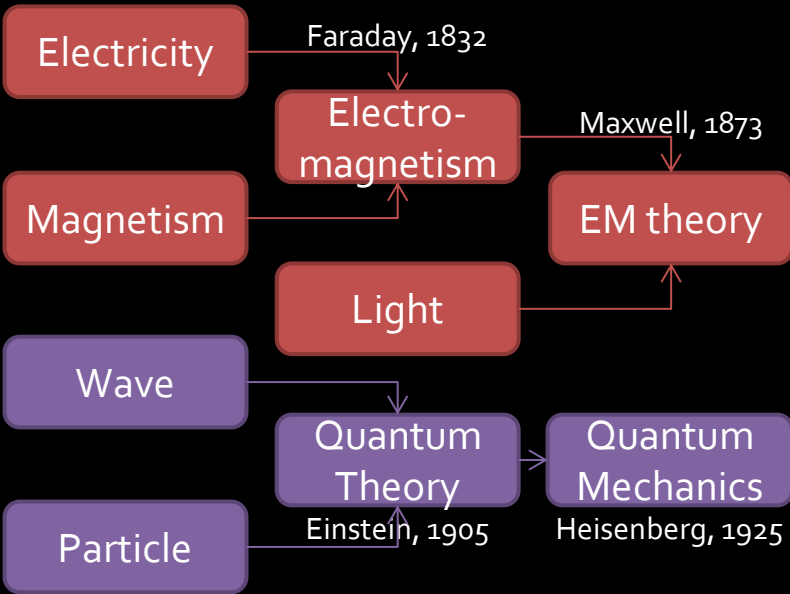 Electricity
Faraday, 1832
Electro-
magnetism
Maxwell, 1873
Magnetism
EM theory
Light
Wave
Quantum
Theory
Einstein, 1905
Quantum
Mechanics
Heisenberg, 1925
Particle